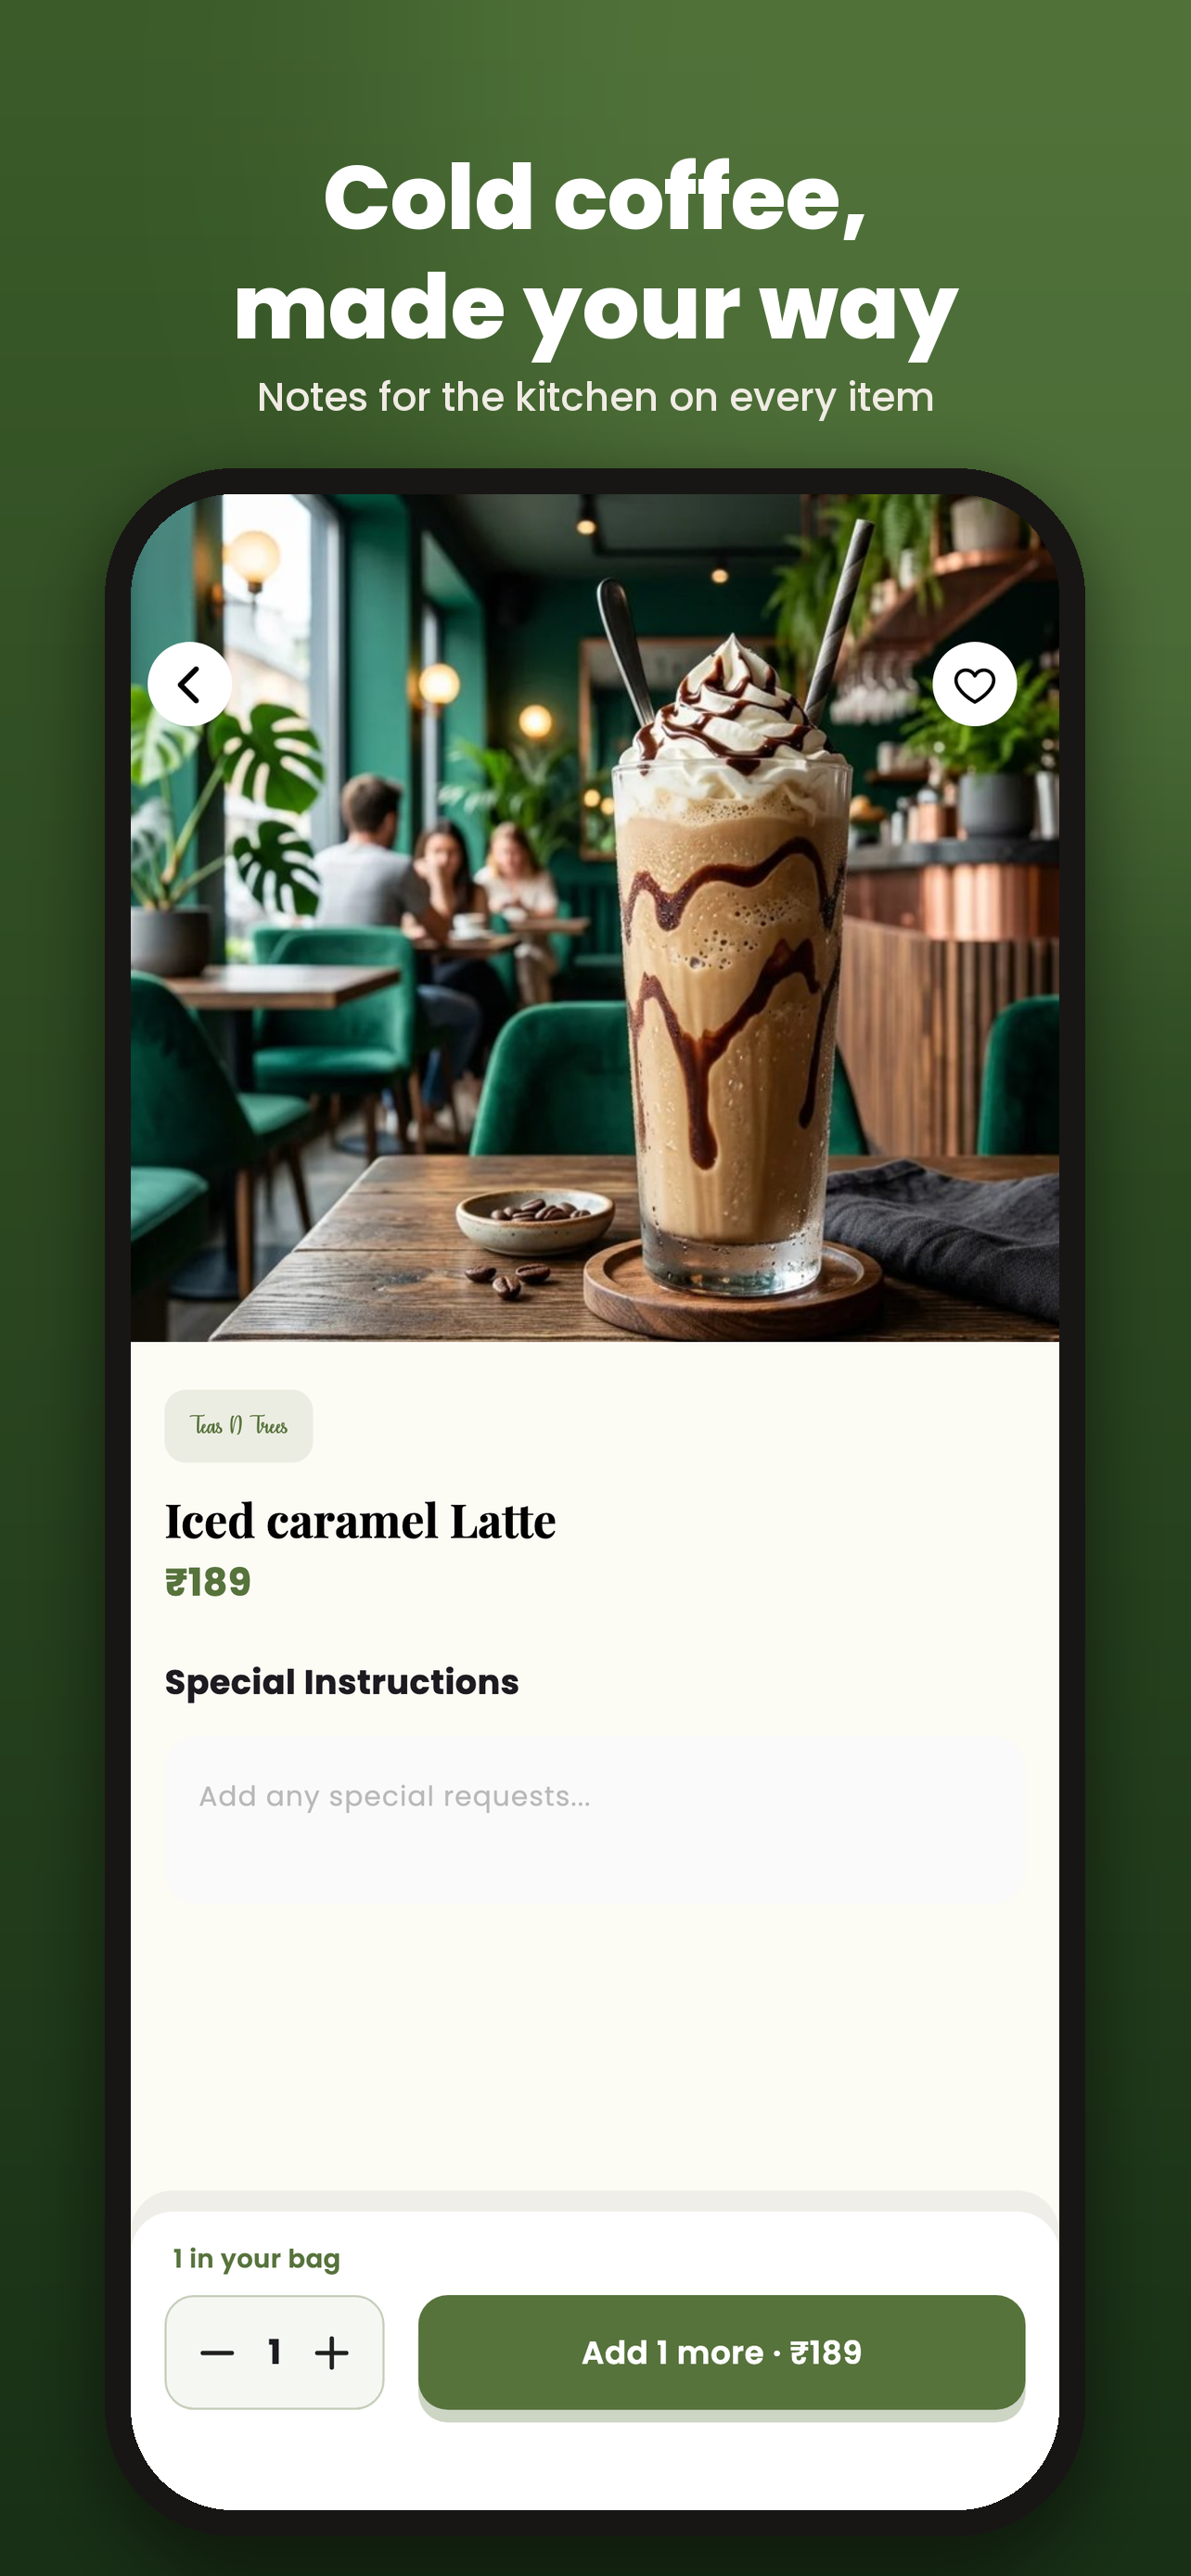 Cold coffee,
made your way
Notes for the kitchen on every item
Teas N Trees
Iced caramel Latte
₹189
Special Instructions
Add any special requests...
1 in your bag
1
Add 1 more · ₹189